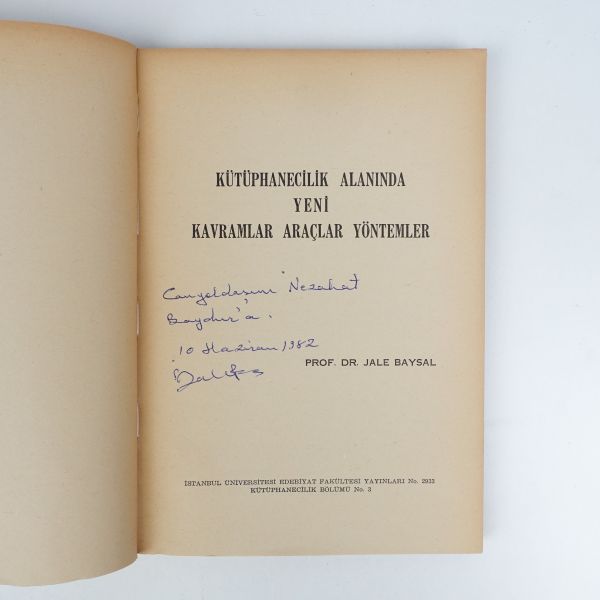 KÜTÜPHANECİLİK ALANINDA
YENİ
KAVRAMLAR ARAÇLAR YÖNTEMLER
Canyoldaşım Nezahat
Baydur'a.
10 Haziran 1982
PROF. DR. JALE BAYSAL
İSTANBUL ÜNİVERSİTESİ EDEBİYAT FAKÜLTESİ YAYINLARI No. 2933
KÜTÜPHANECİLİK BÖLÜMÜ No. 3